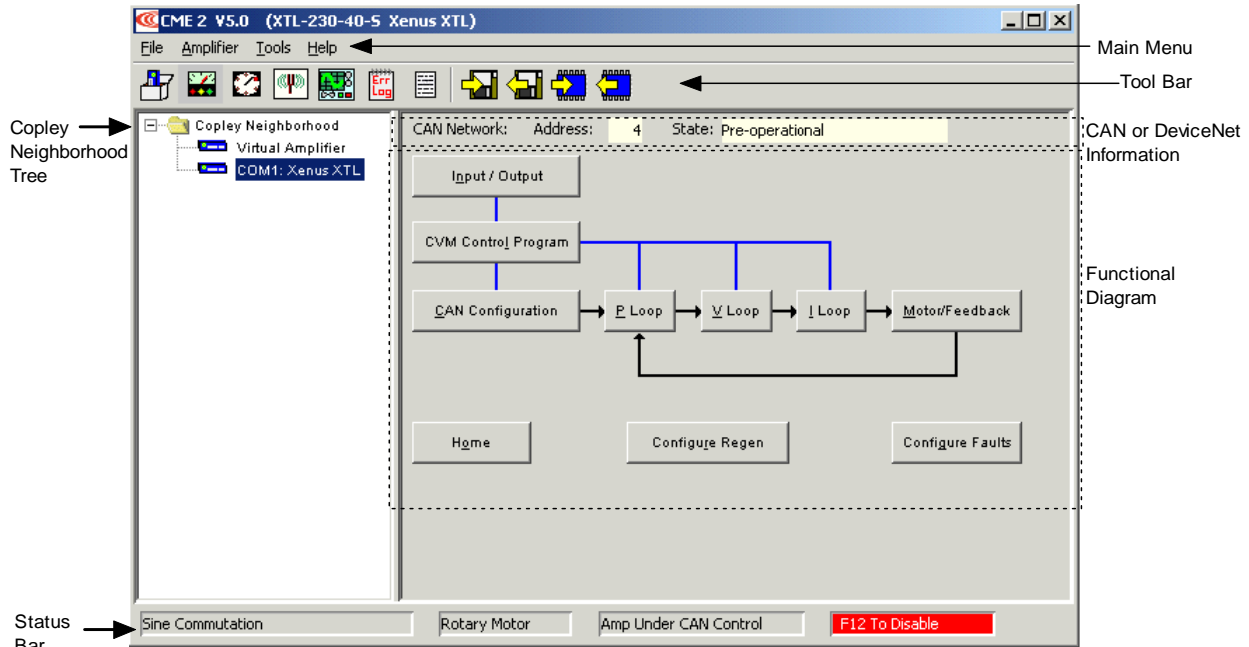 CME 2 V5.0 (XTL-230-40-S Xenus XTL)
File Amplifier Tools Help
Main Menu
Err Log
Tool Bar
Copley Neighborhood Tree
Copley Neighborhood
Virtual Amplifier
COM1: Xenus XTL
CAN Network: Address: 4 State: Pre-operational
CAN or DeviceNet Information
Input / Output
CVM Control Program
CAN Configuration
P Loop
V Loop
I Loop
Motor/Feedback
Functional Diagram
Home
Configure Regen
Configure Faults
Status Bar
Sine Commutation
Rotary Motor
Amp Under CAN Control
F12 To Disable